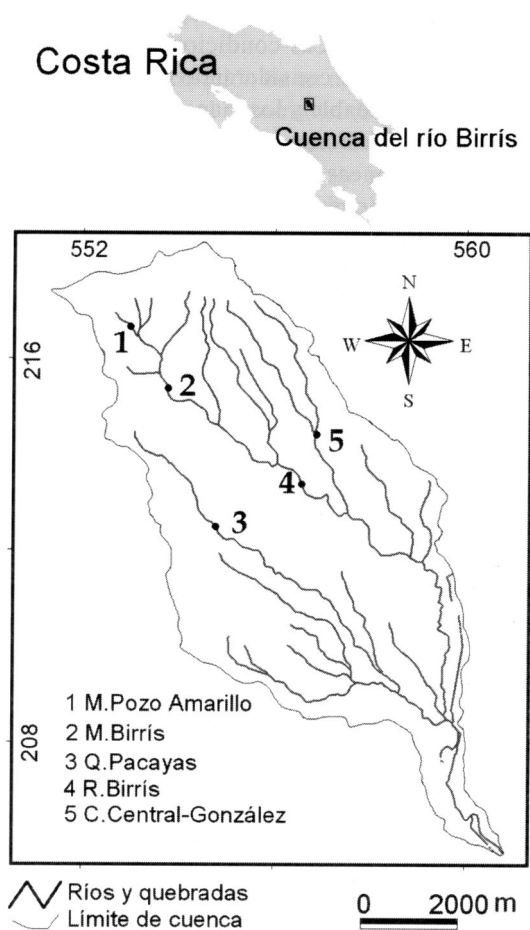 Costa Rica
Cuenca del río Birrís
552 560
N
W E
S
216
1
2
5
4
3
208
1 M.Pozo Amarillo
2 M.Birrís
3 Q.Pacayas
4 R.Birrís
5 C.Central-González
Ríos y quebradas
Límite de cuenca
0 2000 m